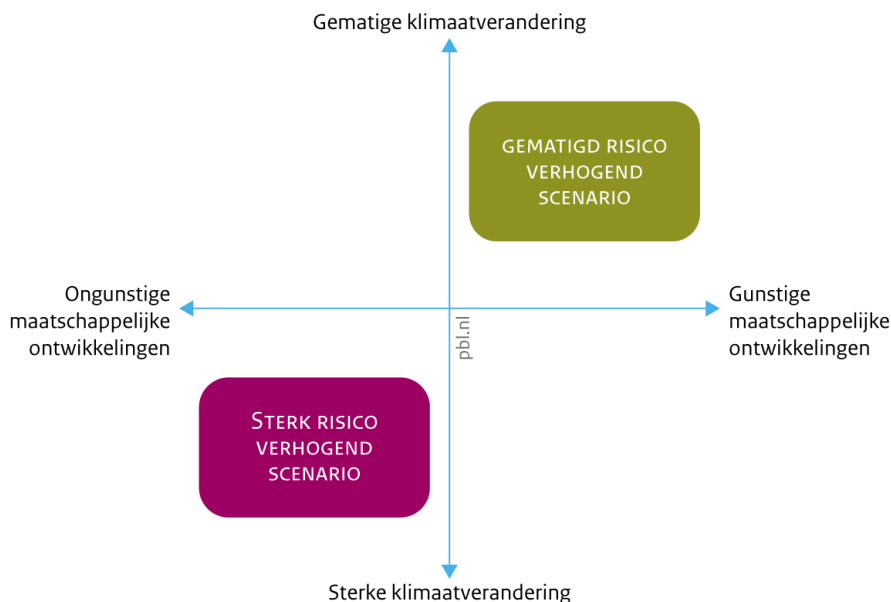 Gematige klimaatverandering
GEMATIGD RISICO
VERHOGEND
SCENARIO
Ongunstige
maatschappelijke
ontwikkelingen
Gunstige
maatschappelijke
ontwikkelingen
pbl.nl
STERK RISICO
VERHOGEND
SCENARIO
Sterke klimaatverandering